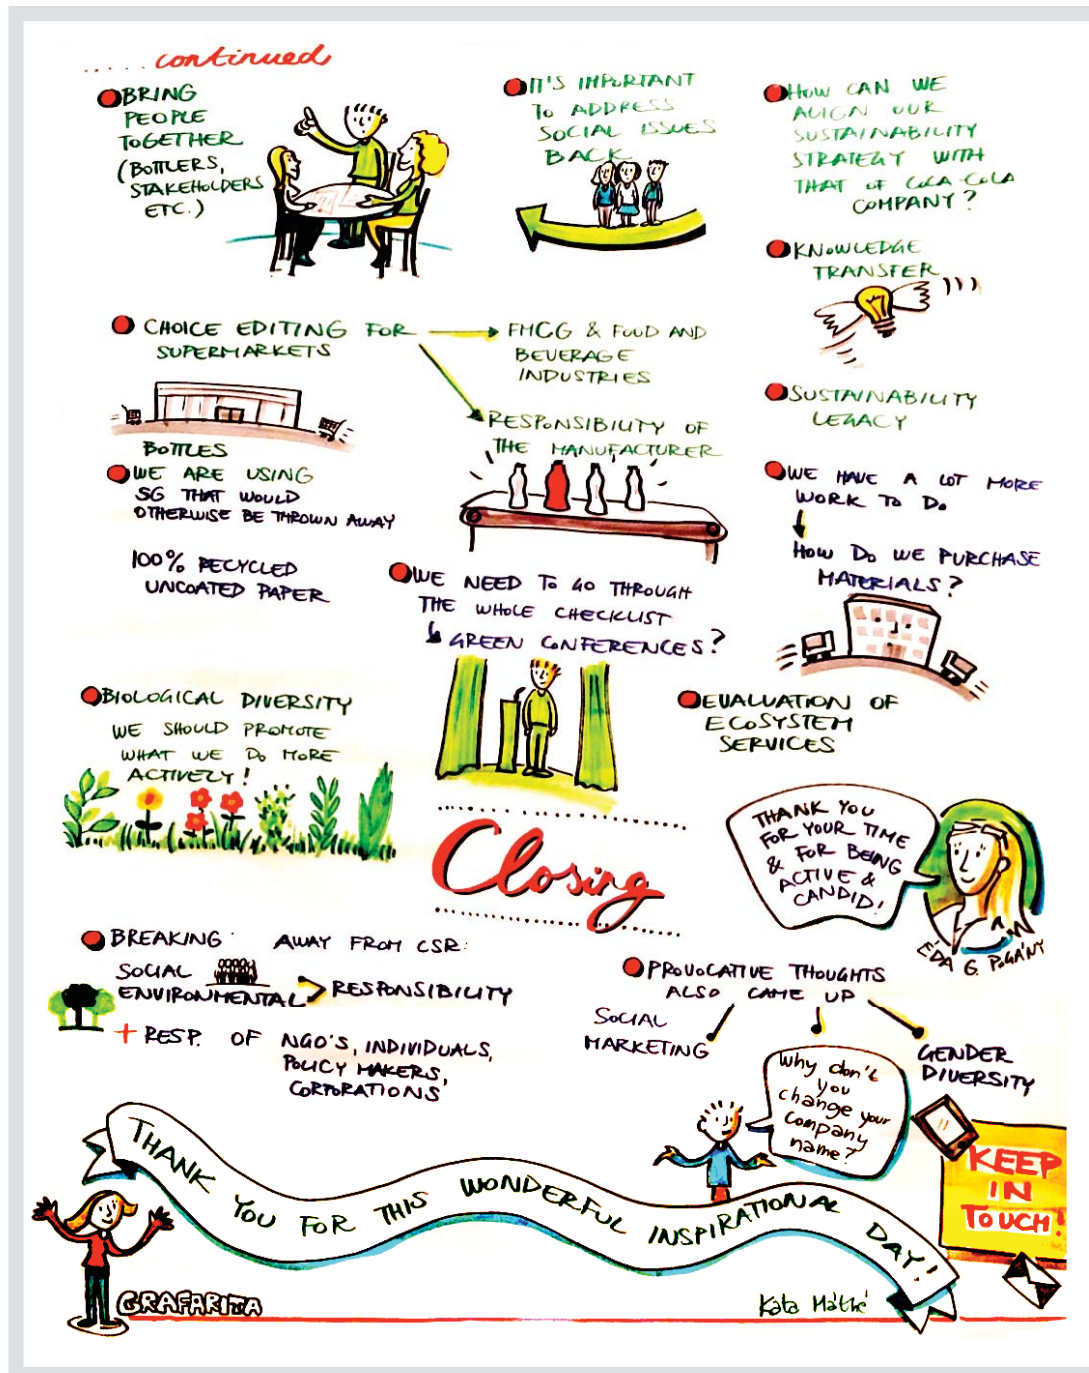 ..... continued
BRING
PEOPLE
TOGETHER
(BOTTLERS,
STAKEHOLDERS
ETC.)
IT'S IMPORTANT
TO ADDRESS
SOCIAL ISSUES
BACK
HOW CAN WE
ALIGN OUR
SUSTAINABILITY
STRATEGY WITH
THAT OF COCA-COLA
COMPANY?
KNOWLEDGE
TRANSFER
CHOICE EDITING FOR
SUPERMARKETS
FMCG & FOOD AND
BEVERAGE
INDUSTRIES
RESPONSIBILITY OF
THE MANUFACTURER
SUSTAINABILITY
LEGACY
BOTTLES
WE ARE USING
SG THAT WOULD
OTHERWISE BE THROWN AWAY
100% RECYCLED
UNCOATED PAPER
WE HAVE A LOT MORE
WORK TO DO
HOW DO WE PURCHASE
MATERIALS?
WE NEED TO GO THROUGH
THE WHOLE CHECKLIST
GREEN CONFERENCES?
BIOLOGICAL DIVERSITY
WE SHOULD PROMOTE
WHAT WE DO MORE
ACTIVELY!
EVALUATION OF
ECOSYSTEM
SERVICES
Closing
THANK YOU
FOR YOUR TIME
& FOR BEING
ACTIVE &
CANDID!
ÉDA G. POGÁNY
BREAKING AWAY FROM CSR:
SOCIAL
ENVIRONMENTAL > RESPONSIBILITY
+ RESP. OF NGO'S, INDIVIDUALS,
POLICY MAKERS,
CORPORATIONS
PROVOCATIVE THOUGHTS
ALSO CAME UP
SOCIAL
MARKETING
Why don't
you
change your
company
name?
GENDER
DIVERSITY
KEEP
IN
TOUCH!
THANK YOU FOR THIS WONDERFUL INSPIRATIONAL DAY!
GRAFARITA
Kata Máthé